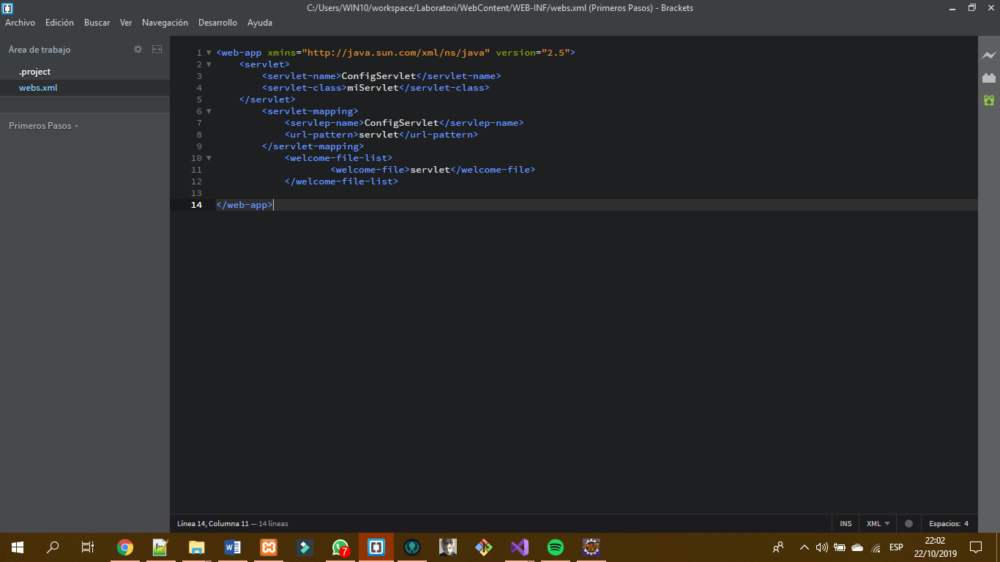 C:/Users/WIN10/workspace/Laboratori/WebContent/WEB-INF/webs.xml (Primeros Pasos) - Brackets
Archivo Edición Buscar Ver Navegación Desarrollo Ayuda
Área de trabajo
.project
webs.xml
Primeros Pasos
1 <web-app xmins="http://java.sun.com/xml/ns/java" version="2.5">
2 <servlet>
3 <servlet-name>ConfigServlet</servlet-name>
4 <servlet-class>miServlet</servlet-class>
5 </servlet>
6 <servlet-mapping>
7 <servlep-name>ConfigServlet</servlep-name>
8 <url-pattern>servlet</url-pattern>
9 </servlet-mapping>
10 <welcome-file-list>
11 <welcome-file>servlet</welcome-file>
12 </welcome-file-list>
13
14 </web-app>
Línea 14, Columna 11 — 14 líneas
INS XML Espacios: 4
7
ESP
22:02
22/10/2019